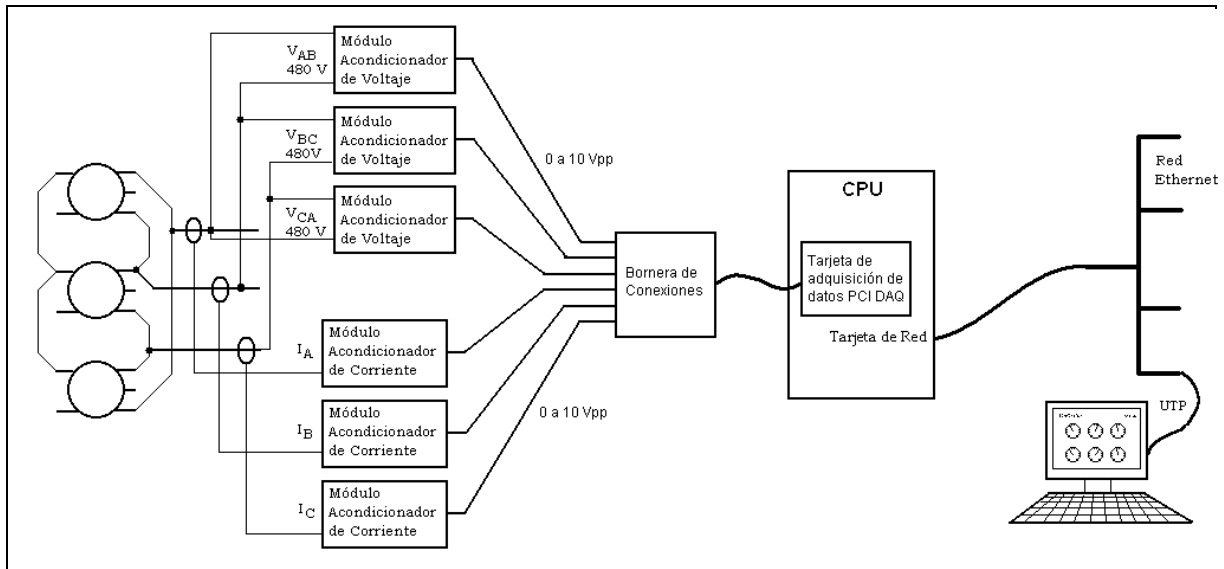 V_AB
480 V
Módulo
Acondicionador
de Voltaje
V_BC
480V
Módulo
Acondicionador
de Voltaje
V_CA
480 V
Módulo
Acondicionador
de Voltaje
0 a 10 Vpp
I_A
Módulo
Acondicionador
de Corriente
I_B
Módulo
Acondicionador
de Corriente
I_C
Módulo
Acondicionador
de Corriente
0 a 10 Vpp
Bornera de
Conexiones
CPU
Tarjeta de
adquisición de
datos PCI DAQ
Tarjeta de Red
Red
Ethernet
UTP